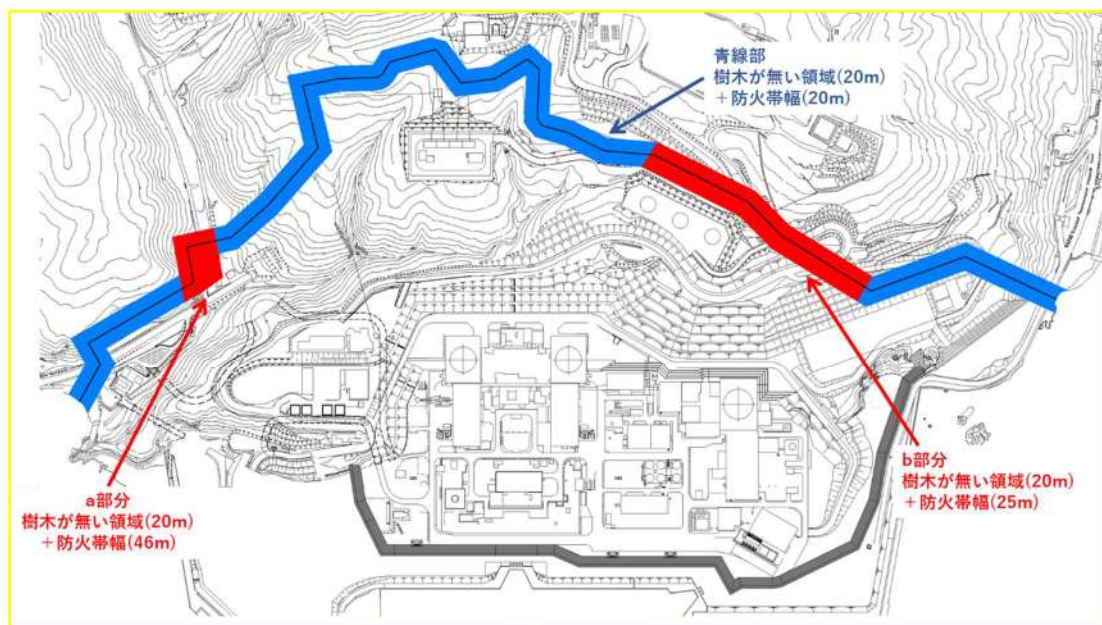 青線部
樹木が無い領域(20m)
＋防火帯幅(20m)
a部分
樹木が無い領域(20m)
＋防火帯幅(46m)
b部分
樹木が無い領域(20m)
＋防火帯幅(25m)